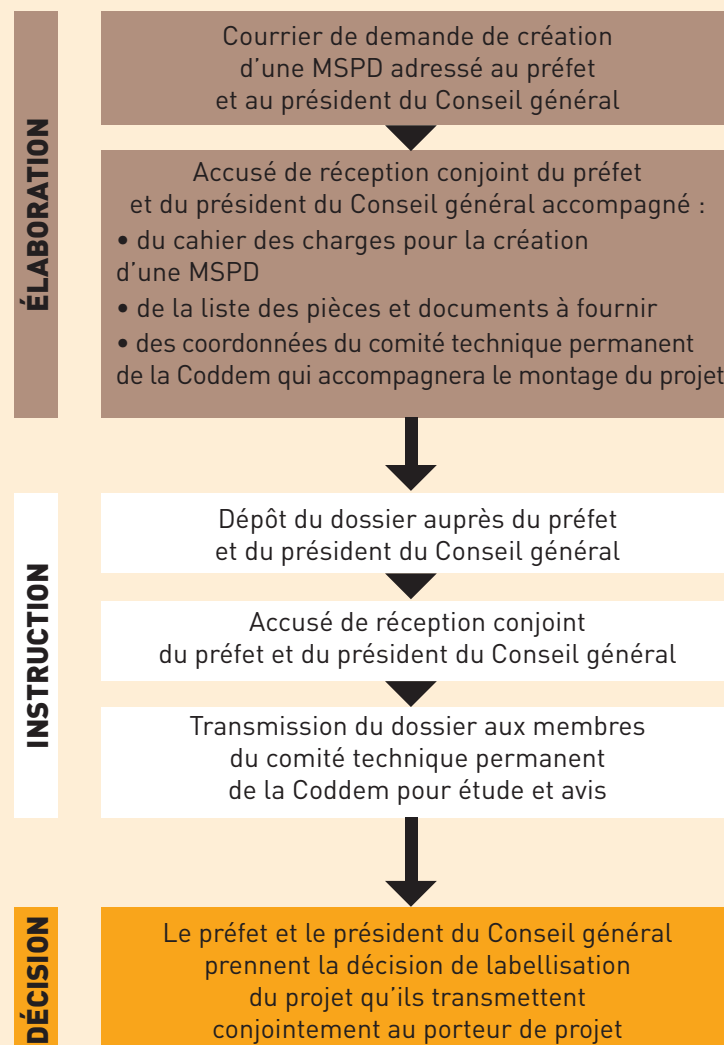 ÉLABORATION
Courrier de demande de création
d'une MSPD adressé au préfet
et au président du Conseil général
Accusé de réception conjoint du préfet
et du président du Conseil général accompagné :
• du cahier des charges pour la création
d'une MSPD
• de la liste des pièces et documents à fournir
• des coordonnées du comité technique permanent
de la Coddem qui accompagnera le montage du projet
INSTRUCTION
Dépôt du dossier auprès du préfet
et du président du Conseil général
Accusé de réception conjoint
du préfet et du président du Conseil général
Transmission du dossier aux membres
du comité technique permanent
de la Coddem pour étude et avis
DÉCISION
Le préfet et le président du Conseil général
prennent la décision de labellisation
du projet qu'ils transmettent
conjointement au porteur de projet